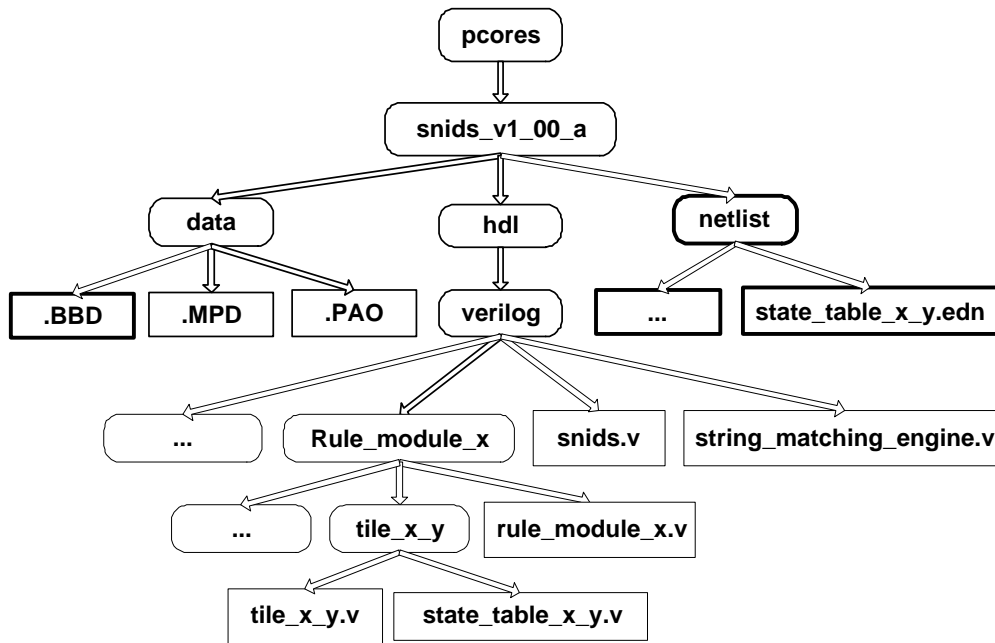 pcores
snids_v1_00_a
data
hdl
netlist
.BBD
.MPD
.PAO
verilog
...
state_table_x_y.edn
...
Rule_module_x
snids.v
string_matching_engine.v
...
tile_x_y
rule_module_x.v
tile_x_y.v
state_table_x_y.v